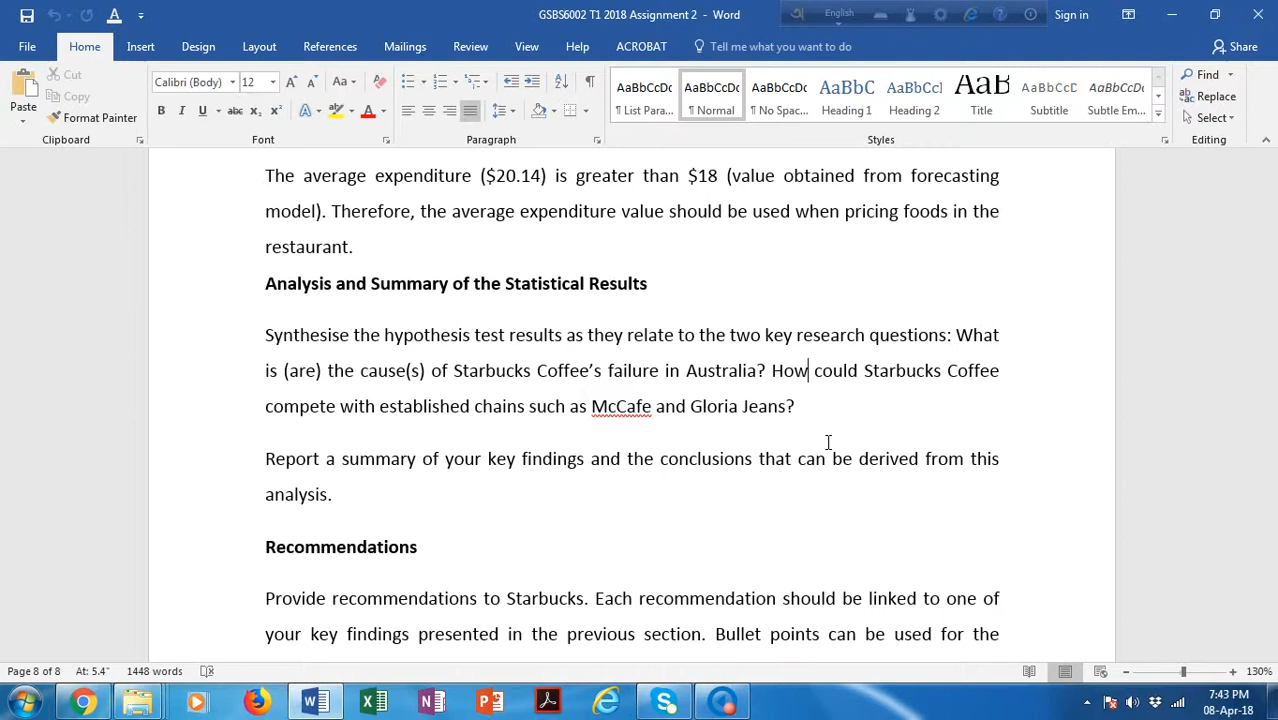 GSBS6002 T1 2018 Assignment 2 - Word
English
Sign in
File Home Insert Design Layout References Mailings Review View Help ACROBAT Tell me what you want to do Share
Paste
Cut
Copy
Format Painter
Clipboard
Calibri (Body) 12
Font
Paragraph
AaBbCcDc AaBbCcDc AaBbCcDc AaBbC AaBbCcl AaB AaBbCcD AaBbCcDc
¶ List Para... ¶ Normal ¶ No Spac... Heading 1 Heading 2 Title Subtitle Subtle Em...
Styles
Find
Replace
Select
Editing
The average expenditure ($20.14) is greater than $18 (value obtained from forecasting
model). Therefore, the average expenditure value should be used when pricing foods in the
restaurant.
Analysis and Summary of the Statistical Results
Synthesise the hypothesis test results as they relate to the two key research questions: What
is (are) the cause(s) of Starbucks Coffee’s failure in Australia? How could Starbucks Coffee
compete with established chains such as McCafe and Gloria Jeans?
Report a summary of your key findings and the conclusions that can be derived from this
analysis.
Recommendations
Provide recommendations to Starbucks. Each recommendation should be linked to one of
your key findings presented in the previous section. Bullet points can be used for the
Page 8 of 8 At: 5.4" 1448 words 130%
7:43 PM
08-Apr-18